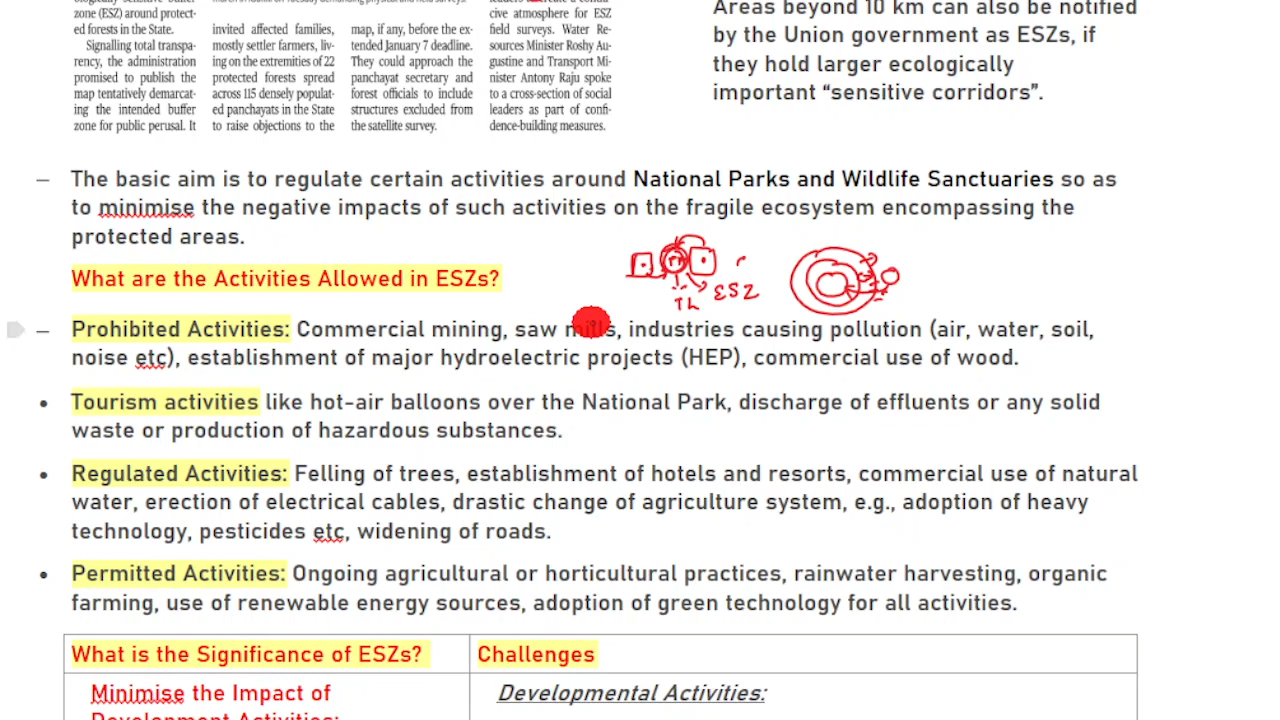 ologically Sensitive Buffer
zone (ESZ) around protect-
ed forests in the State.
Signalling total transpa-
rency, the administration
promised to publish the
map tentatively demarcat-
ing the intended buffer
zone for public perusal. It
invited affected families,
mostly settler farmers, liv-
ing on the extremities of 22
protected forests spread
across 115 densely populat-
ed panchayats in the State
to raise objections to the
map, if any, before the ex-
tended January 7 deadline.
They could approach the
panchayat secretary and
forest officials to include
structures excluded from
the satellite survey.
cive atmosphere for ESZ
field surveys. Water Re-
sources Minister Roshy Au-
gustine and Transport Mi-
nister Antony Raju spoke
to a cross-section of social
leaders as part of confi-
dence-building measures.
Areas beyond 10 km can also be notified
by the Union government as ESZs, if
they hold larger ecologically
important “sensitive corridors”.
– The basic aim is to regulate certain activities around National Parks and Wildlife Sanctuaries so as
to minimise the negative impacts of such activities on the fragile ecosystem encompassing the
protected areas.
ESZ
What are the Activities Allowed in ESZs?
– Prohibited Activities: Commercial mining, saw mills, industries causing pollution (air, water, soil,
noise etc), establishment of major hydroelectric projects (HEP), commercial use of wood.
• Tourism activities like hot-air balloons over the National Park, discharge of effluents or any solid
waste or production of hazardous substances.
• Regulated Activities: Felling of trees, establishment of hotels and resorts, commercial use of natural
water, erection of electrical cables, drastic change of agriculture system, e.g., adoption of heavy
technology, pesticides etc, widening of roads.
• Permitted Activities: Ongoing agricultural or horticultural practices, rainwater harvesting, organic
farming, use of renewable energy sources, adoption of green technology for all activities.
What is the Significance of ESZs?
Challenges
Minimise the Impact of
Developmental Activities: